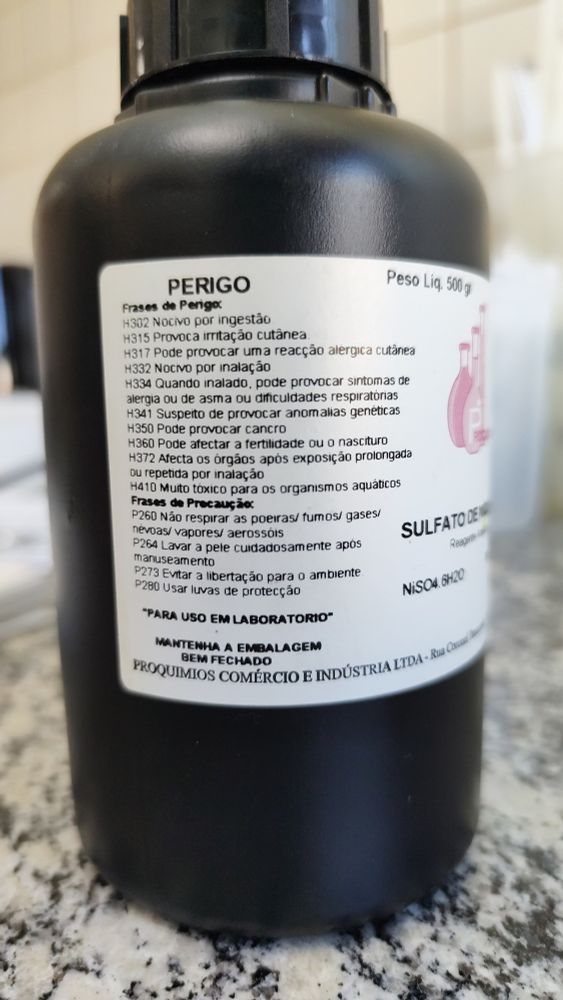 PERIGO
Peso Liq. 500 gr
Frases de Perigo:
H302 Nocivo por ingestão
H315 Provoca irritação cutânea.
H317 Pode provocar uma reacção alergica cutânea
H332 Nocivo por inalação
H334 Quando inalado, pode provocar sintomas de
alergia ou de asma ou dificuldades respiratórias
H341 Suspeito de provocar anomalias genéticas
H350 Pode provocar cancro
H360 Pode afectar a fertilidade ou o nascituro
H372 Afecta os órgãos após exposição prolongada
ou repetida por inalação
H410 Muito tóxico para os organismos aquáticos
Frases de Precaução:
P260 Não respirar as poeiras/ fumos/ gases/
névoas/ vapores/ aerossóis
P264 Lavar a pele cuidadosamente após
manuseamento
P273 Evitar a libertação para o ambiente
P280 Usar luvas de protecção
SULFATO DE
NiSO4.6H2O
"PARA USO EM LABORATORIO"
MANTENHA A EMBALAGEM
BEM FECHADO
PROQUIMIOS COMÉRCIO E INDÚSTRIA LTDA - Rua